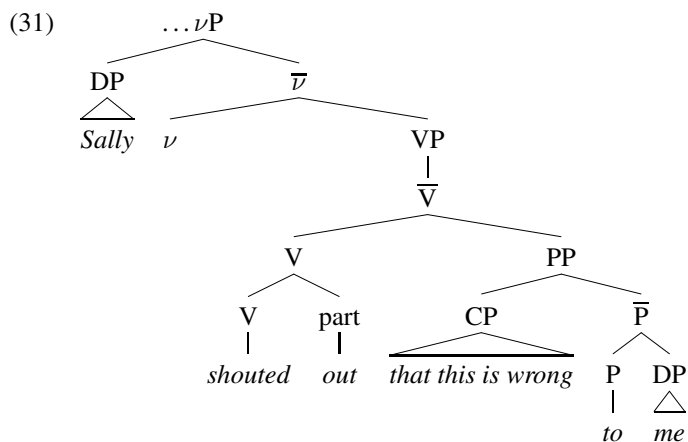 (31) …νP
DP ν̅
Sally ν VP
V̅
V PP
V part CP P̅
shouted out that this is wrong P DP
to me